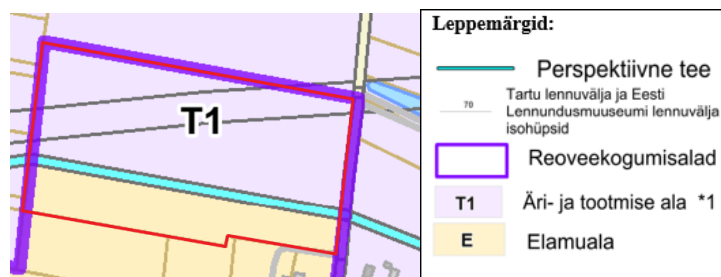 T1
Leppemärgid:
Perspektiivne tee
70
Tartu lennuvälja ja Eesti
Lennundusmuuseumi lennuvälja
isohüpsid
Reoveekogumisalad
T1 Äri- ja tootmise ala *1
E Elamuala